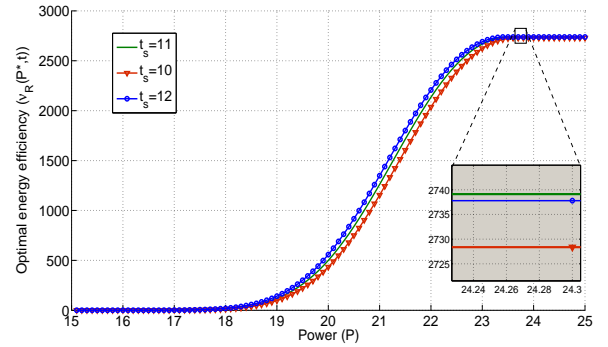 3000
2500
2000
1500
1000
500
0
Optimal energy efficiency (ν_R(P*,t))
t_s=11
t_s=10
t_s=12
2740
2735
2730
2725
24.24 24.26 24.28 24.3
15 16 17 18 19 20 21 22 23 24 25
Power (P)